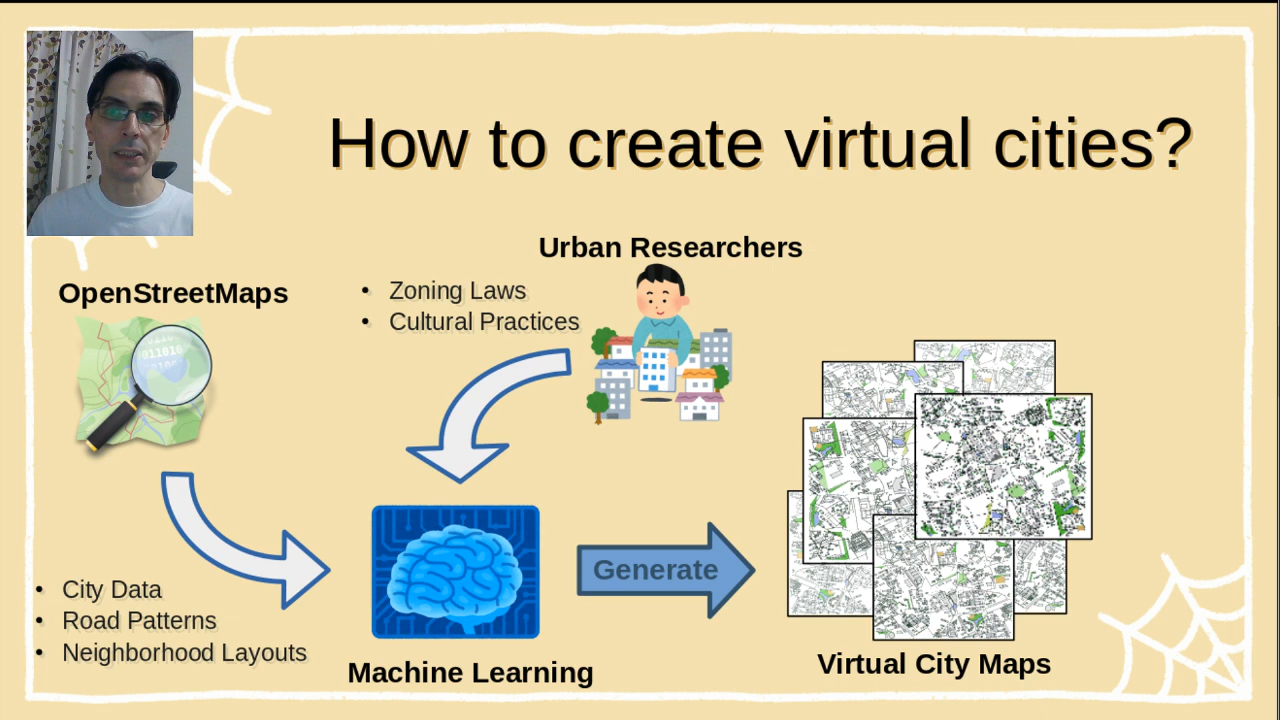 How to create virtual cities?
Urban Researchers
• Zoning Laws
• Cultural Practices
OpenStreetMaps
• City Data
• Road Patterns
• Neighborhood Layouts
Machine Learning
Generate
Virtual City Maps